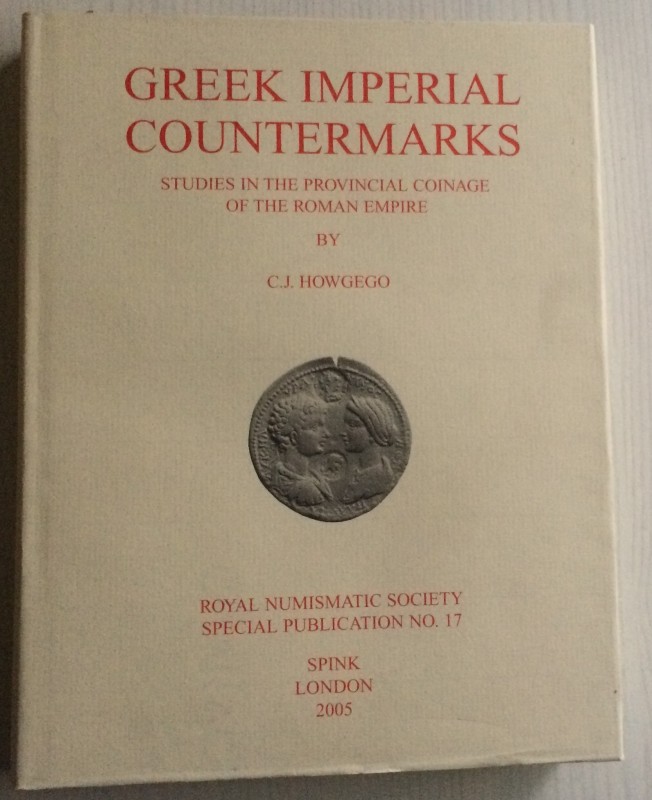 GREEK IMPERIAL
COUNTERMARKS
STUDIES IN THE PROVINCIAL COINAGE
OF THE ROMAN EMPIRE
BY
C.J. HOWGEGO
ROYAL NUMISMATIC SOCIETY
SPECIAL PUBLICATION NO. 17
SPINK
LONDON
2005